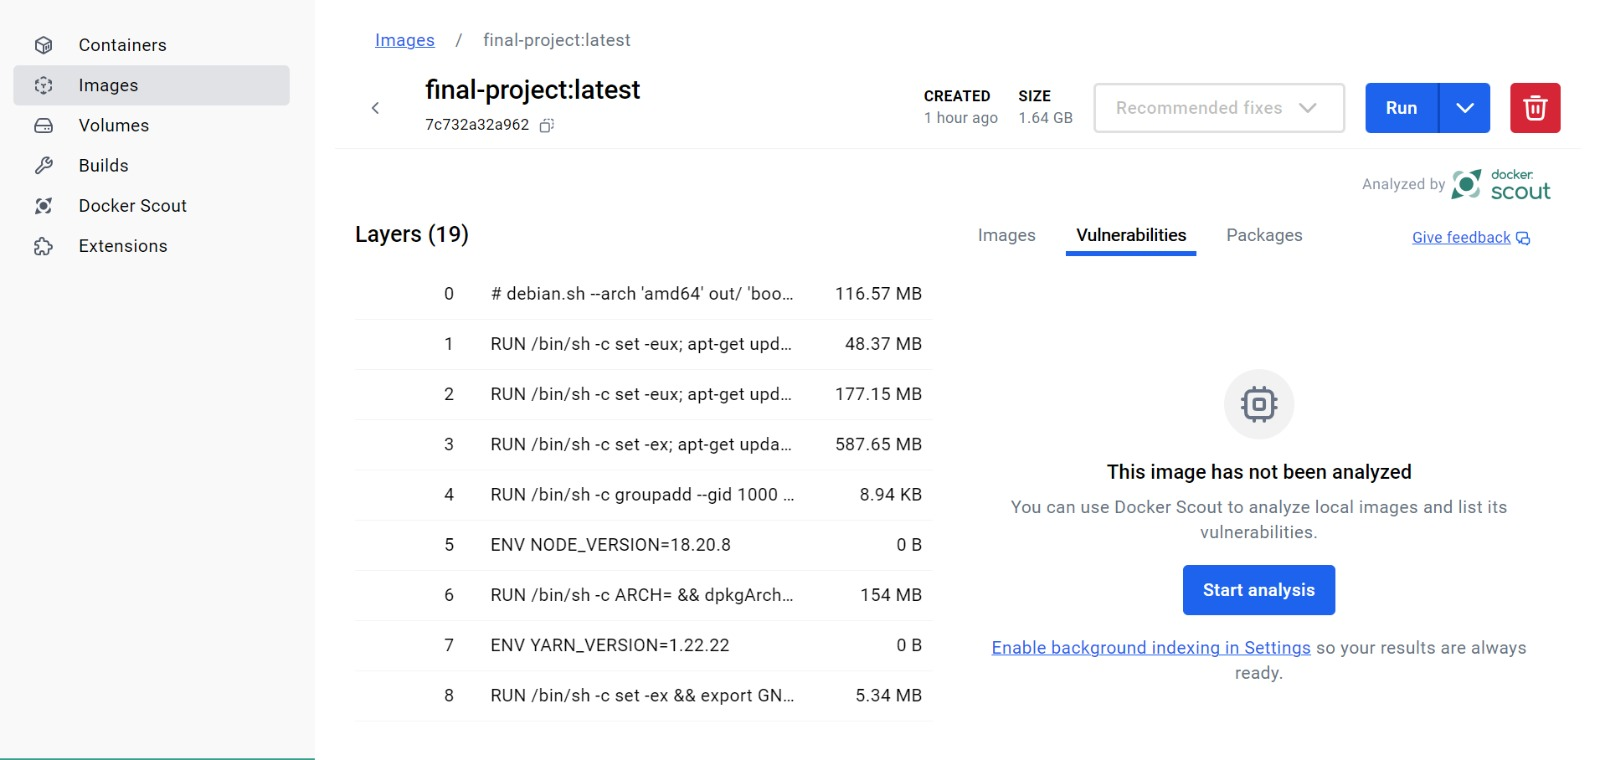 Containers
Images
Volumes
Builds
Docker Scout
Extensions
Images / final-project:latest
final-project:latest
7c732a32a962
CREATED
1 hour ago
SIZE
1.64 GB
Recommended fixes
Run
Analyzed by docker scout
Layers (19)
0 # debian.sh --arch 'amd64' out/ 'boo... 116.57 MB
1 RUN /bin/sh -c set -eux; apt-get upd... 48.37 MB
2 RUN /bin/sh -c set -eux; apt-get upd... 177.15 MB
3 RUN /bin/sh -c set -ex; apt-get upda... 587.65 MB
4 RUN /bin/sh -c groupadd --gid 1000 ... 8.94 KB
5 ENV NODE_VERSION=18.20.8 0 B
6 RUN /bin/sh -c ARCH= && dpkgArch... 154 MB
7 ENV YARN_VERSION=1.22.22 0 B
8 RUN /bin/sh -c set -ex && export GN... 5.34 MB
Images Vulnerabilities Packages
Give feedback
This image has not been analyzed
You can use Docker Scout to analyze local images and list its
vulnerabilities.
Start analysis
Enable background indexing in Settings so your results are always
ready.